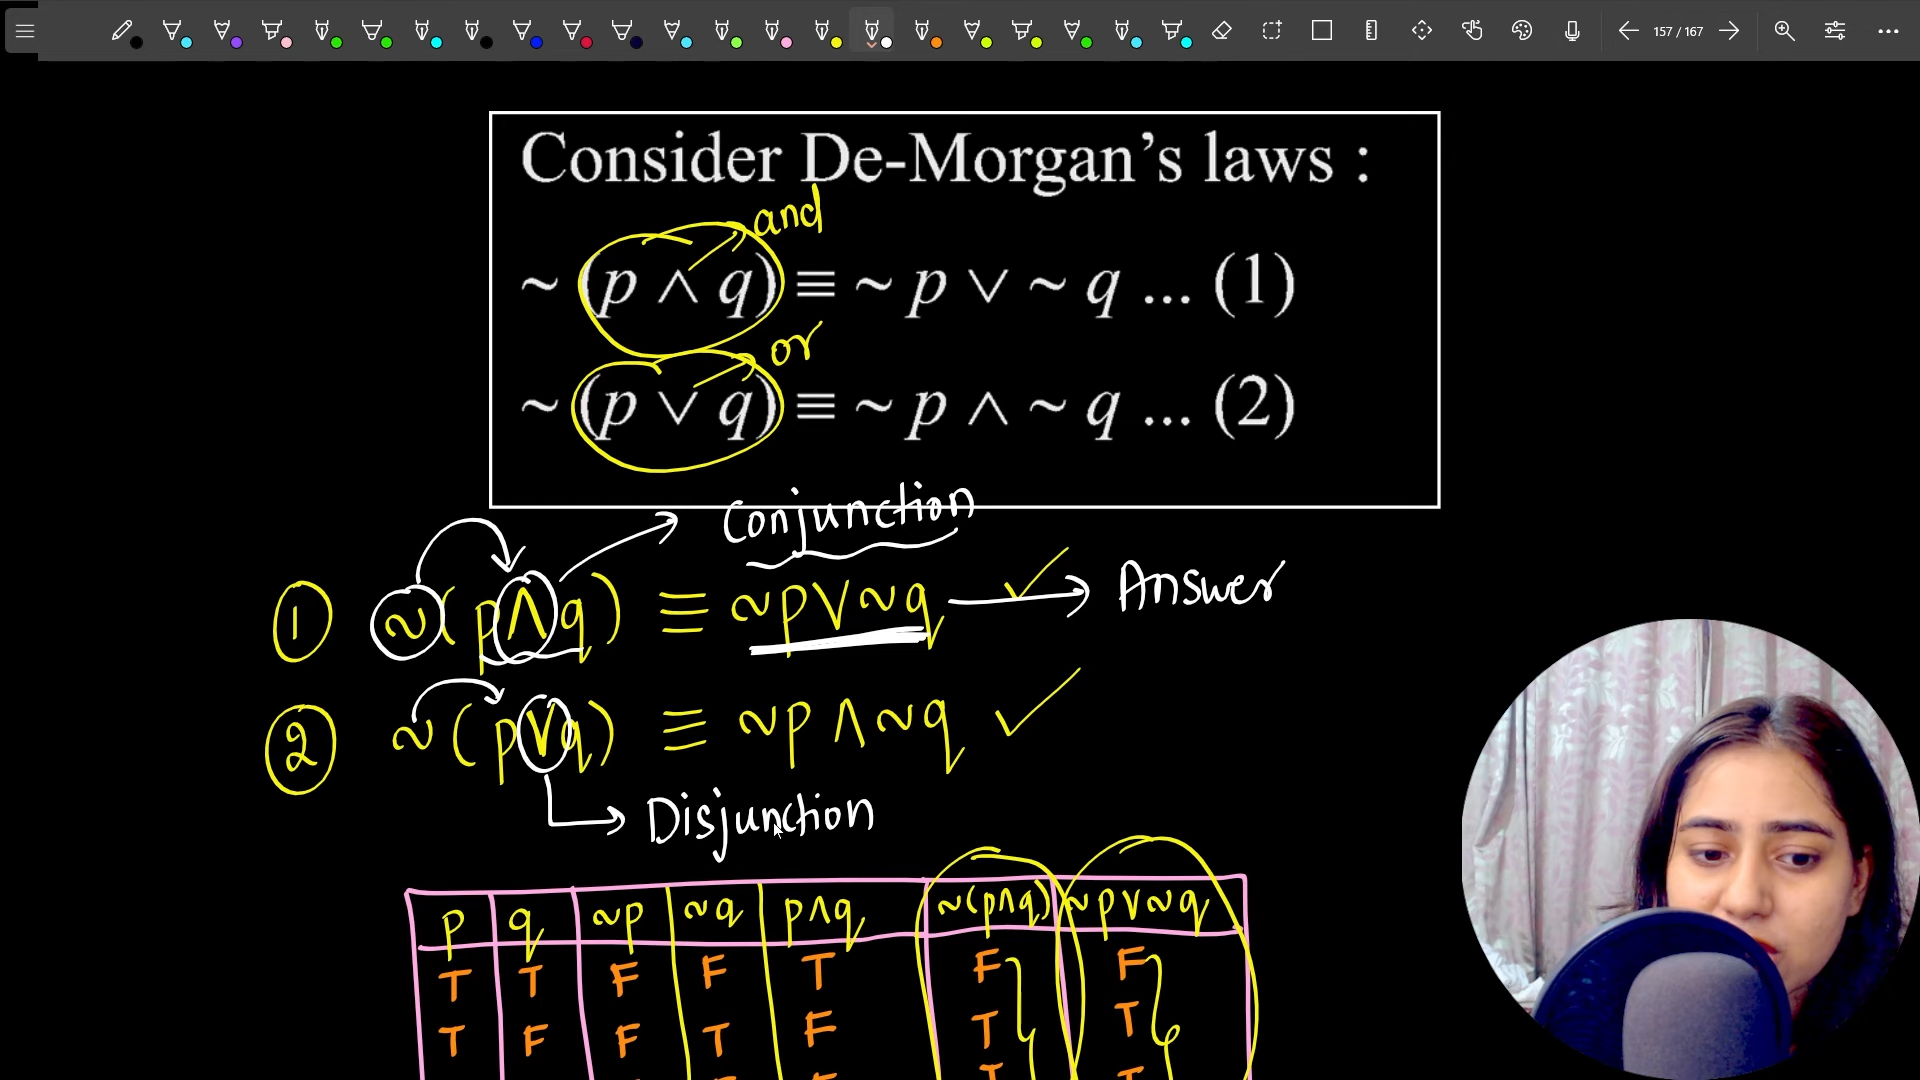 157 / 167
Consider De-Morgan's laws :
and
~ (p ∧ q) ≡ ~ p ∨ ~ q ... (1)
or
~ (p ∨ q) ≡ ~ p ∧ ~ q ... (2)
Conjunction
① ~(p∧q) ≡ ~p∨~q → Answer
② ~(p∨q) ≡ ~p∧~q ✓
Disjunction
p q ~p ~q p∧q ~(p∧q) ~p∨~q
T T F F T F F
T F F T F T T